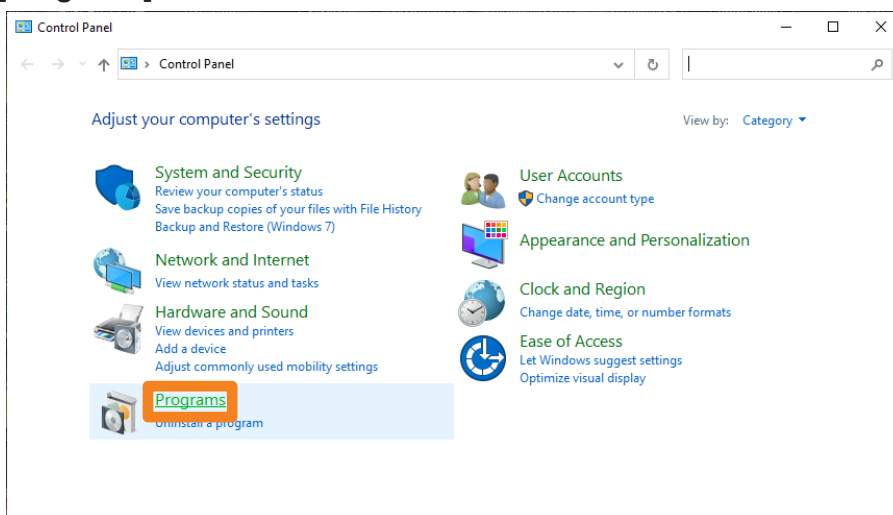 Control Panel
Control Panel
Adjust your computer's settings
View by: Category
System and Security
Review your computer's status
Save backup copies of your files with File History
Backup and Restore (Windows 7)
Network and Internet
View network status and tasks
Hardware and Sound
View devices and printers
Add a device
Adjust commonly used mobility settings
Programs
Uninstall a program
User Accounts
Change account type
Appearance and Personalization
Clock and Region
Change date, time, or number formats
Ease of Access
Let Windows suggest settings
Optimize visual display